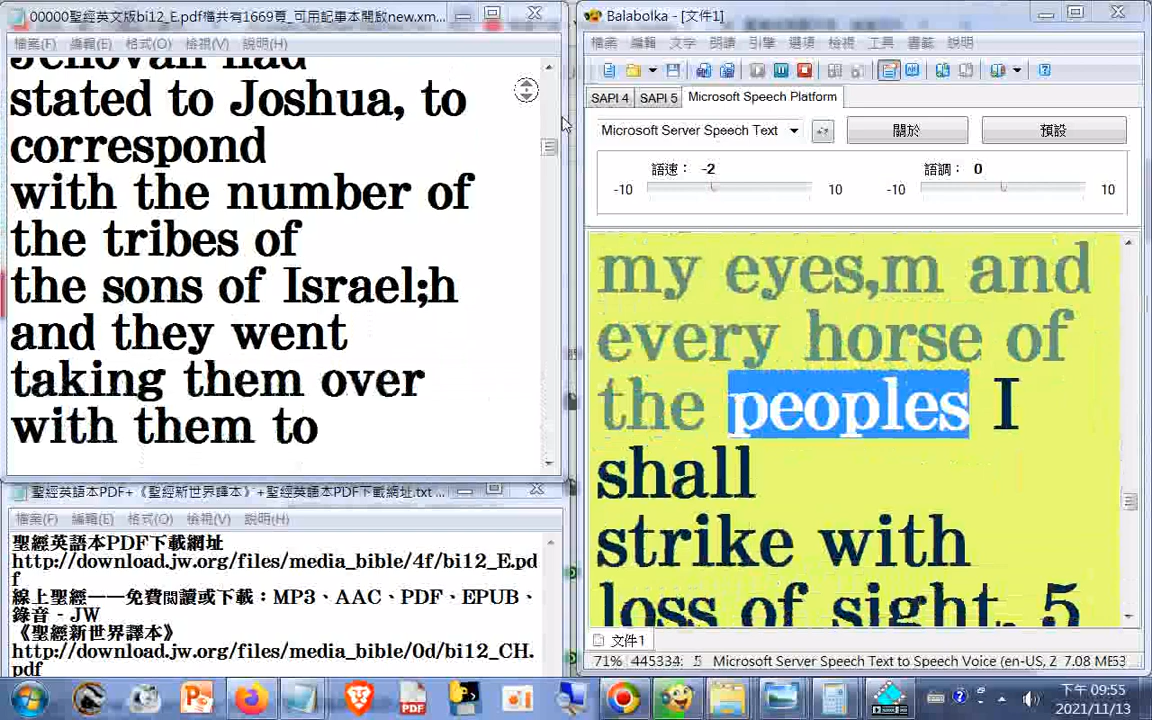 00000聖經英文版bi12_E.pdf檔共有1669頁_可用記事本開啟new.xm...
檔案(F) 編輯(E) 格式(O) 檢視(V) 說明(H)
Jehovah had
stated to Joshua, to
correspond
with the number of
the tribes of
the sons of Israel;h
and they went
taking them over
with them to
聖經英語本PDF+《聖經新世界譯本》+聖經英語本PDF下載網址.txt ...
檔案(F) 編輯(E) 格式(O) 檢視(V) 說明(H)
聖經英語本PDF下載網址
http://download.jw.org/files/media_bible/4f/bi12_E.pd
f
線上聖經——免費閱讀或下載：MP3、AAC、PDF、EPUB、
錄音 - JW
《聖經新世界譯本》
http://download.jw.org/files/media_bible/0d/bi12_CH.
pdf
Balabolka - [文件1]
檔案 編輯 文字 朗讀 引擎 選項 檢視 工具 書籤 說明
SAPI 4 SAPI 5 Microsoft Speech Platform
Microsoft Server Speech Text 關於 預設
語速： -2 語調： 0
-10 10 -10 10
my eyes,m and
every horse of
the peoples I
shall
strike with
loss of sight. 5
文件1
71% 445334: Microsoft Server Speech Text to Speech Voice (en-US, Z 7.08 ME53
PDF
下午 09:55
2021/11/13